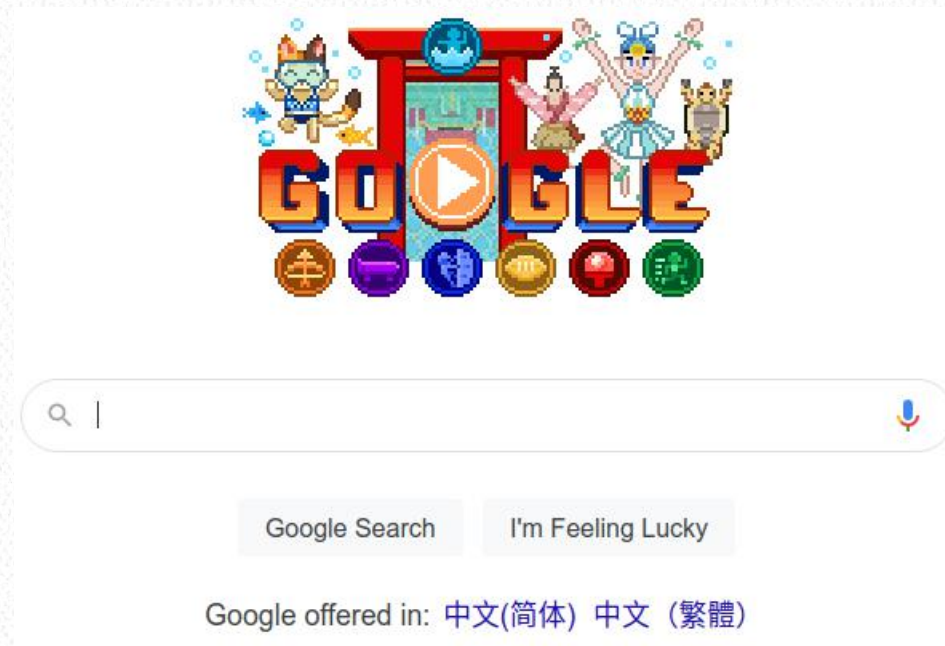 GOOGLE
Google Search I'm Feeling Lucky
Google offered in: 中文(简体) 中文（繁體）